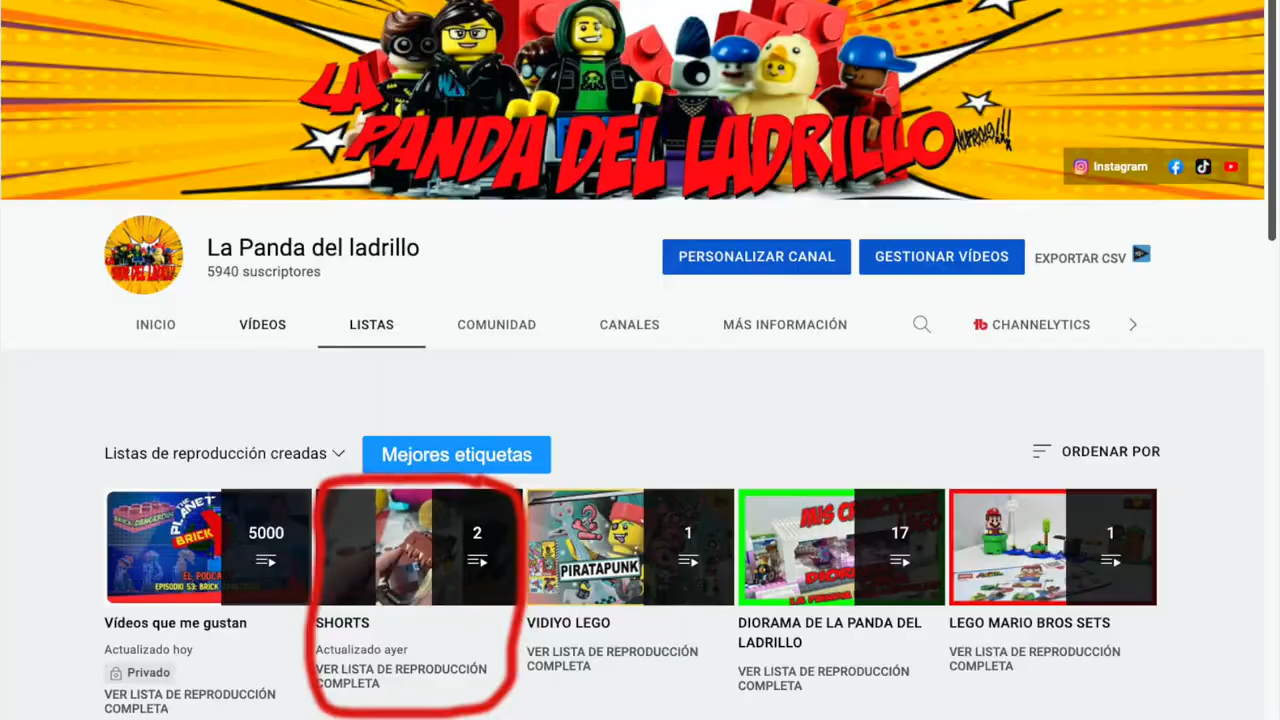 LA
PANDA DEL LADRILLO
Instagram
La Panda del ladrillo
5940 suscriptores
PERSONALIZAR CANAL
GESTIONAR VÍDEOS
EXPORTAR CSV
INICIO
VÍDEOS
LISTAS
COMUNIDAD
CANALES
MÁS INFORMACIÓN
CHANNELYTICS
Listas de reproducción creadas
Mejores etiquetas
ORDENAR POR
THE
PLANET
BRICK
EPISODIO 53: BRICK
5000
2
PIRATAPUNK
1
17
1
Vídeos que me gustan
Actualizado hoy
Privado
VER LISTA DE REPRODUCCIÓN
COMPLETA
SHORTS
Actualizado ayer
VER LISTA DE REPRODUCCIÓN
COMPLETA
VIDIYO LEGO
VER LISTA DE REPRODUCCIÓN
COMPLETA
DIORAMA DE LA PANDA DEL
LADRILLO
VER LISTA DE REPRODUCCIÓN
COMPLETA
LEGO MARIO BROS SETS
VER LISTA DE REPRODUCCIÓN
COMPLETA